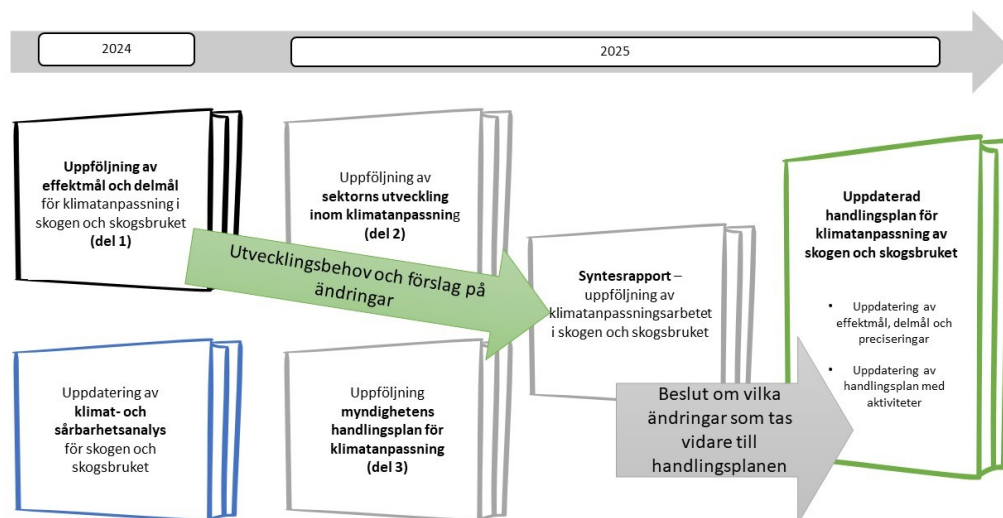 2024
2025
Uppföljning av
effektmål och delmål
för klimatanpassning i
skogen och skogsbruket
(del 1)
Uppföljning av
sektorns utveckling
inom klimatanpassning
(del 2)
Utvecklingsbehov och förslag på
ändringar
Uppdatering av
klimat- och
sårbarhetsanalys
för skogen och
skogsbruket
Uppföljning
myndighetens
handlingsplan för
klimatanpassning
(del 3)
Syntesrapport –
uppföljning av
klimatanpassningsarbetet
i skogen och skogsbruket
Beslut om vilka
ändringar som tas
vidare till
handlingsplanen
Uppdaterad
handlingsplan för
klimatanpassning av
skogen och skogsbruket
• Uppdatering av
effektmål, delmål och
preciseringar
• Uppdatering av
handlingsplan med
aktiviteter